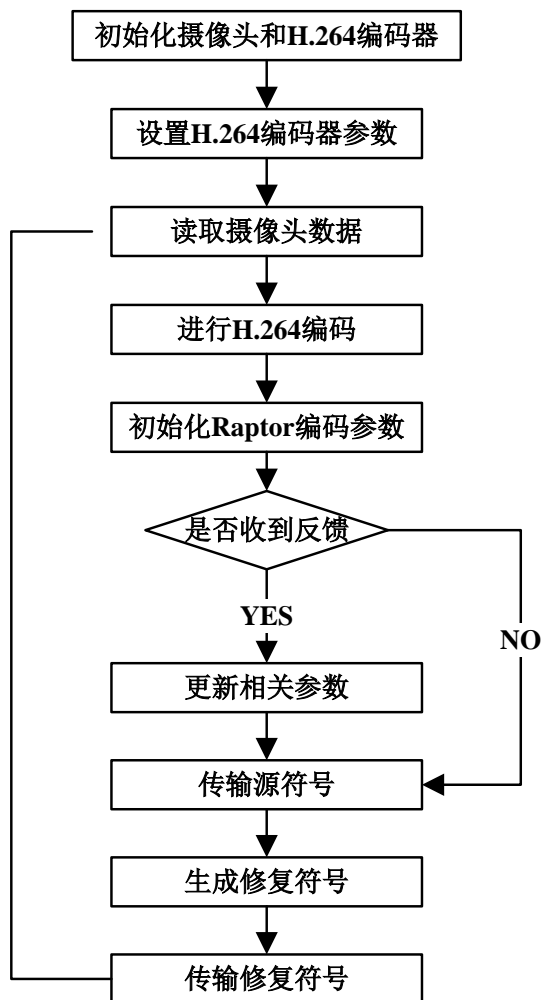 初始化摄像头和H.264编码器
设置H.264编码器参数
读取摄像头数据
进行H.264编码
初始化Raptor编码参数
是否收到反馈
YES
NO
更新相关参数
传输源符号
生成修复符号
传输修复符号